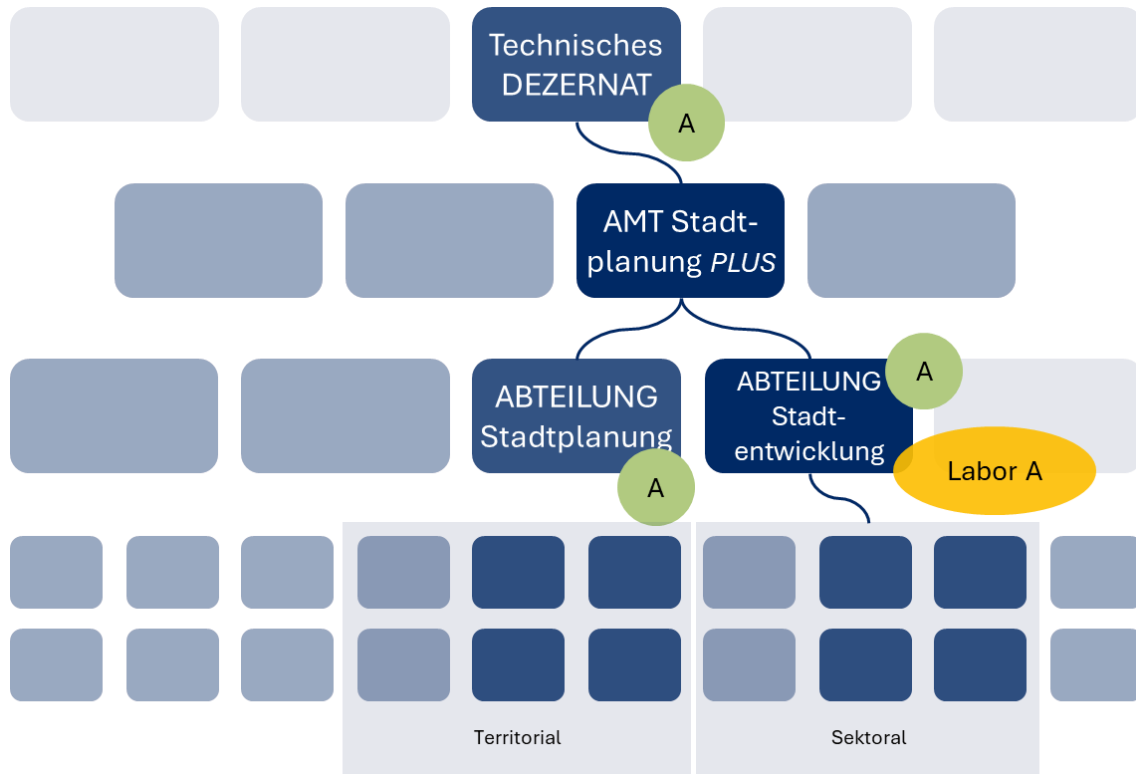 Technisches
DEZERNAT
A
AMT Stadt-
planung PLUS
ABTEILUNG
Stadtplanung
A
ABTEILUNG
Stadt-
entwicklung
A
Labor A
Territorial
Sektoral